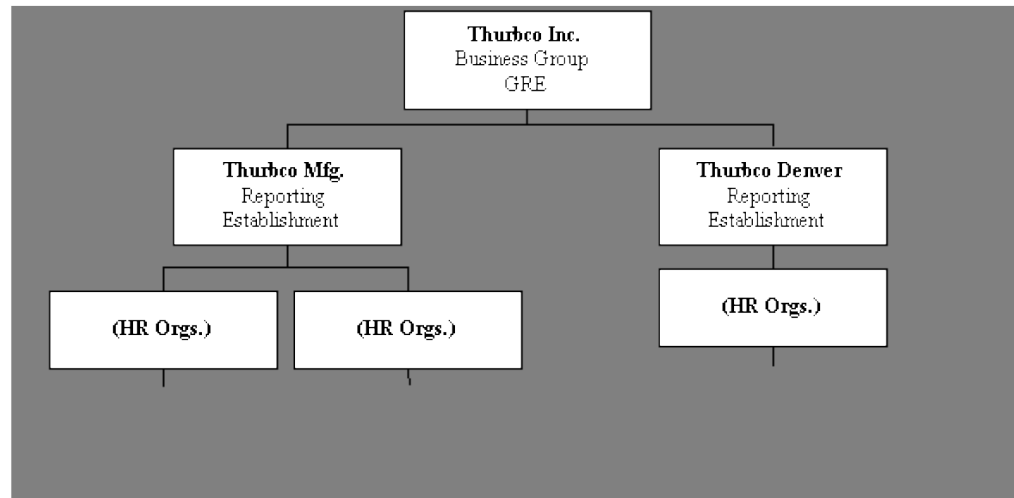 Thurbco Inc.
Business Group
GRE
Thurbco Mfg.
Reporting
Establishment
Thurbco Denver
Reporting
Establishment
(HR Orgs.)
(HR Orgs.)
(HR Orgs.)